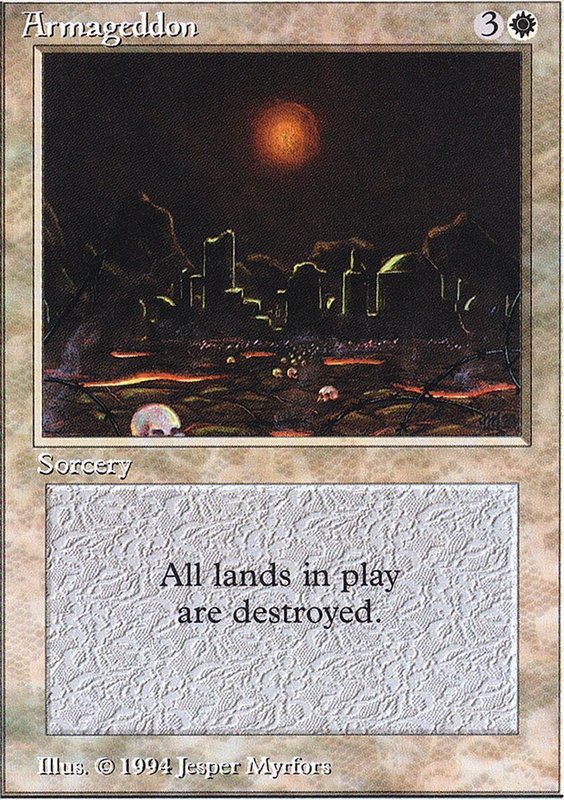 Armageddon 3
Sorcery
All lands in play
are destroyed.
Illus. © 1994 Jesper Myrfors